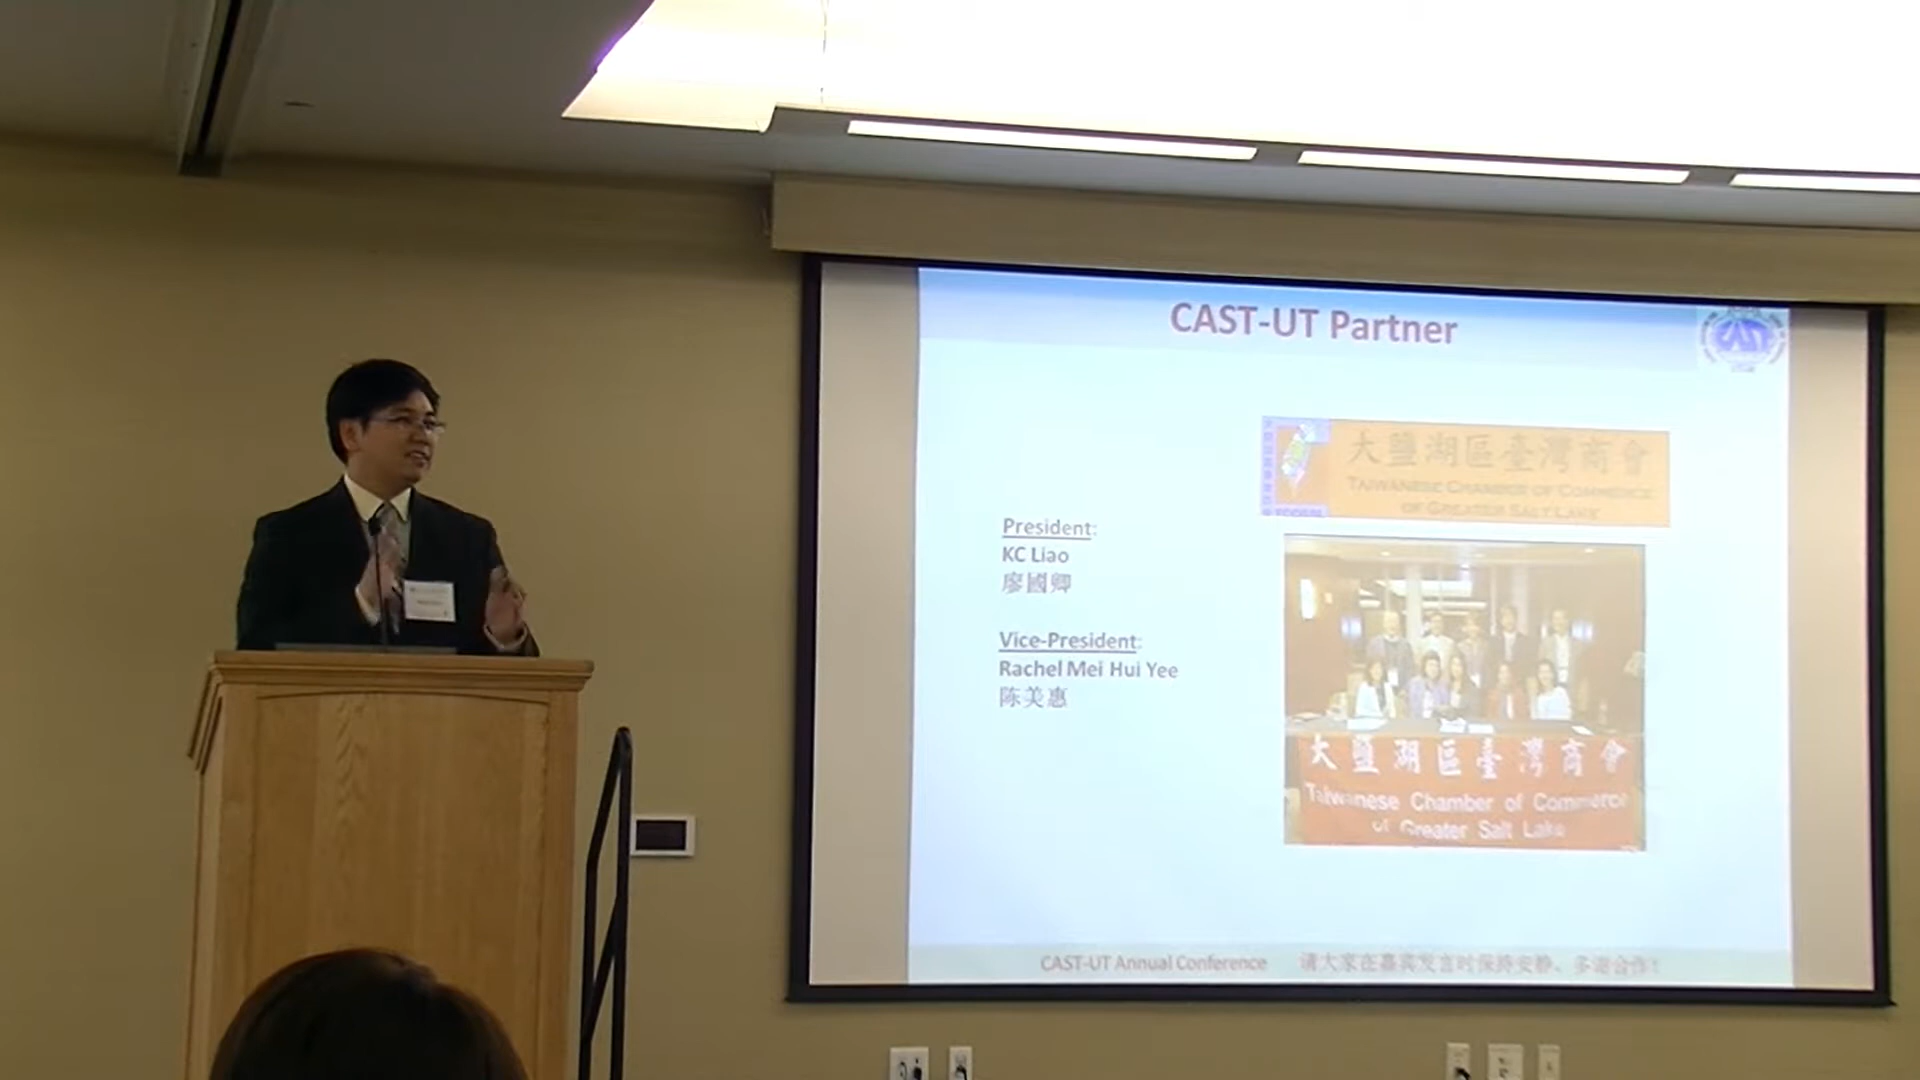 CAST-UT Partner
大鹽湖區臺灣商會
TAIWANESE CHAMBER OF COMMERCE
OF GREATER SALT LAKE
President:
KC Liao
廖國卿
Vice-President:
Rachel Mei Hui Yee
陈美惠
大鹽湖區臺灣商會
Taiwanese Chamber of Commerce
of Greater Salt Lake
CAST-UT Annual Conference 请大家在嘉宾发言时保持安静、多谢合作!